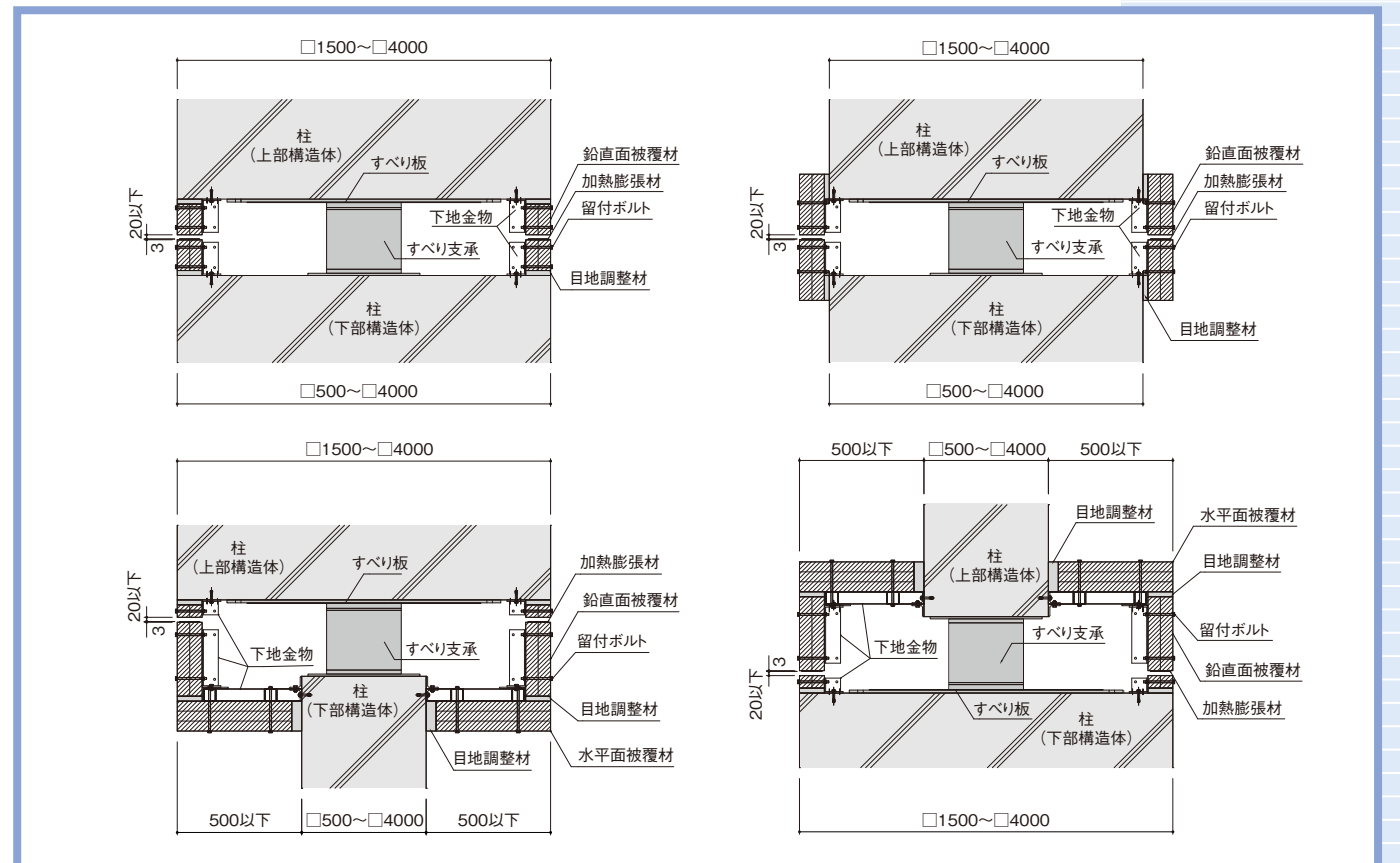 □1500～□4000
柱
（上部構造体）
すべり板
鉛直面被覆材
加熱膨張材
留付ボルト
下地金物
20以下
3
すべり支承
目地調整材
柱
（下部構造体）
□500～□4000
□1500～□4000
柱
（上部構造体）
すべり板
鉛直面被覆材
加熱膨張材
留付ボルト
下地金物
20以下
3
すべり支承
柱
（下部構造体）
目地調整材
□500～□4000
□1500～□4000
柱
（上部構造体）
すべり板
加熱膨張材
20以下
3
鉛直面被覆材
留付ボルト
下地金物
すべり支承
柱
（下部構造体）
目地調整材
目地調整材
水平面被覆材
500以下
□500～□4000
500以下
500以下
□500～□4000
500以下
目地調整材
水平面被覆材
柱
（上部構造体）
目地調整材
留付ボルト
下地金物
すべり支承
鉛直面被覆材
3
20以下
すべり板
加熱膨張材
柱
（下部構造体）
□1500～□4000